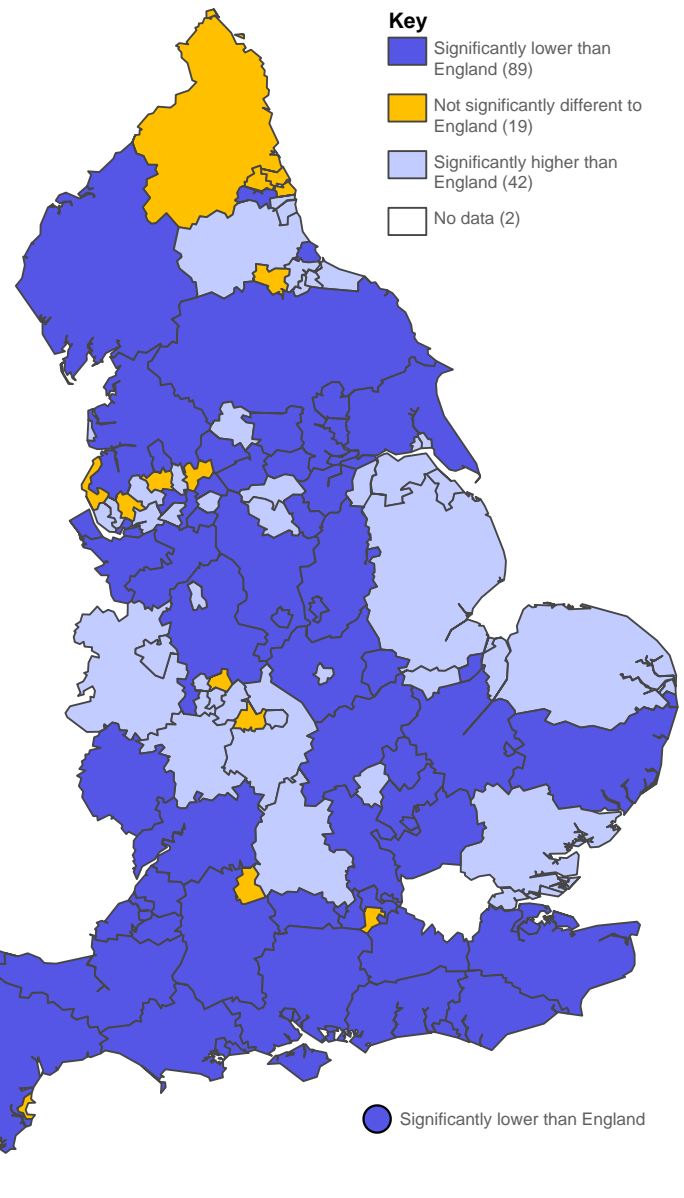 Key
Significantly lower than
England (89)
Not significantly different to
England (19)
Significantly higher than
England (42)
No data (2)
Significantly lower than England